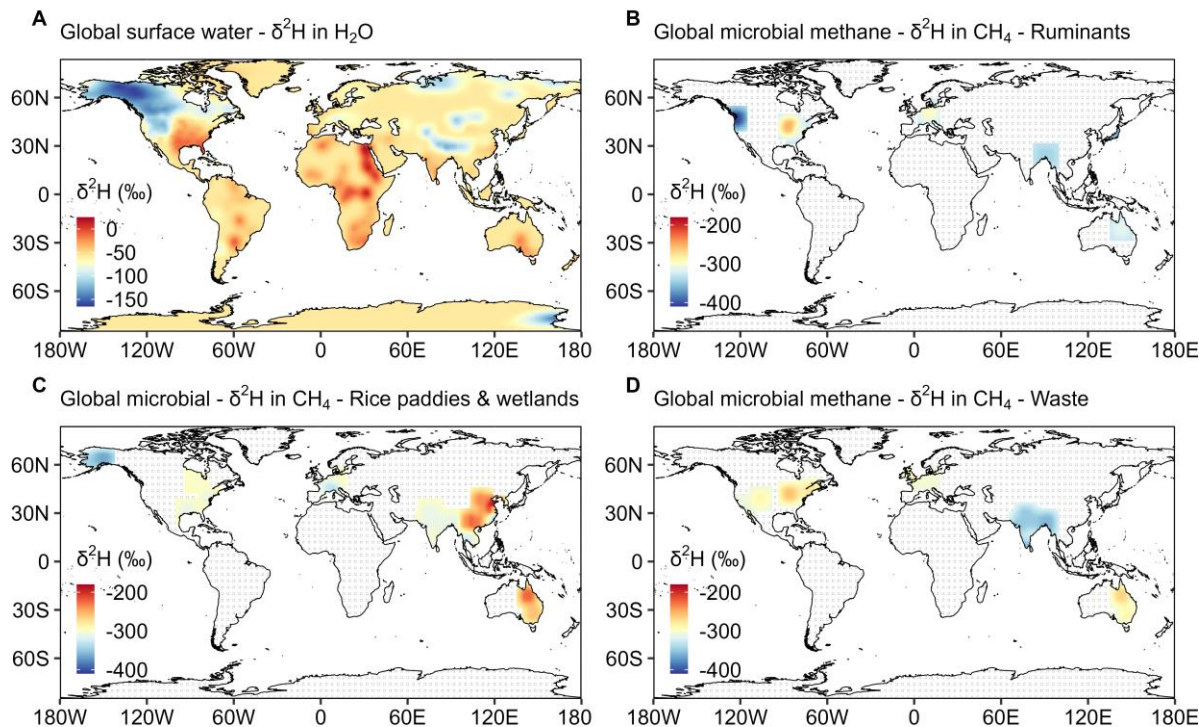 A
Global surface water - δ²H in H₂O
60N
30N
0
30S
60S
δ²H (‰)
0
-50
-100
-150
180W 120W 60W 0 60E 120E 180
B
Global microbial methane - δ²H in CH₄ - Ruminants
60N
30N
0
30S
60S
δ²H (‰)
-200
-300
-400
180W 120W 60W 0 60E 120E 180E
C
Global microbial - δ²H in CH₄ - Rice paddies & wetlands
60N
30N
0
30S
60S
δ²H (‰)
-200
-300
-400
180W 120W 60W 0 60E 120E 180
D
Global microbial methane - δ²H in CH₄ - Waste
60N
30N
0
30S
60S
δ²H (‰)
-200
-300
-400
180W 120W 60W 0 60E 120E 180E